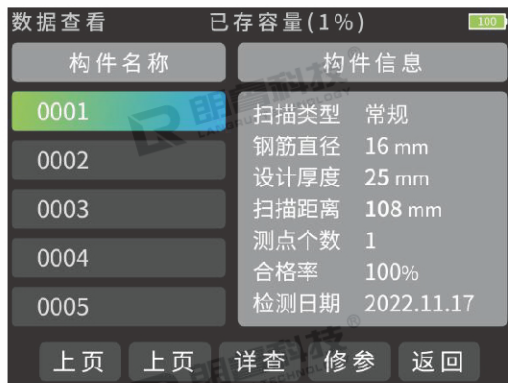 数据查看 已存容量(1%) 100
构件名称 构件信息
0001
0002
0003
0004
0005
扫描类型 常规
钢筋直径 16 mm
设计厚度 25 mm
扫描距离 108 mm
测点个数 1
合格率 100%
检测日期 2022.11.17
上页 上页 详查 修参 返回